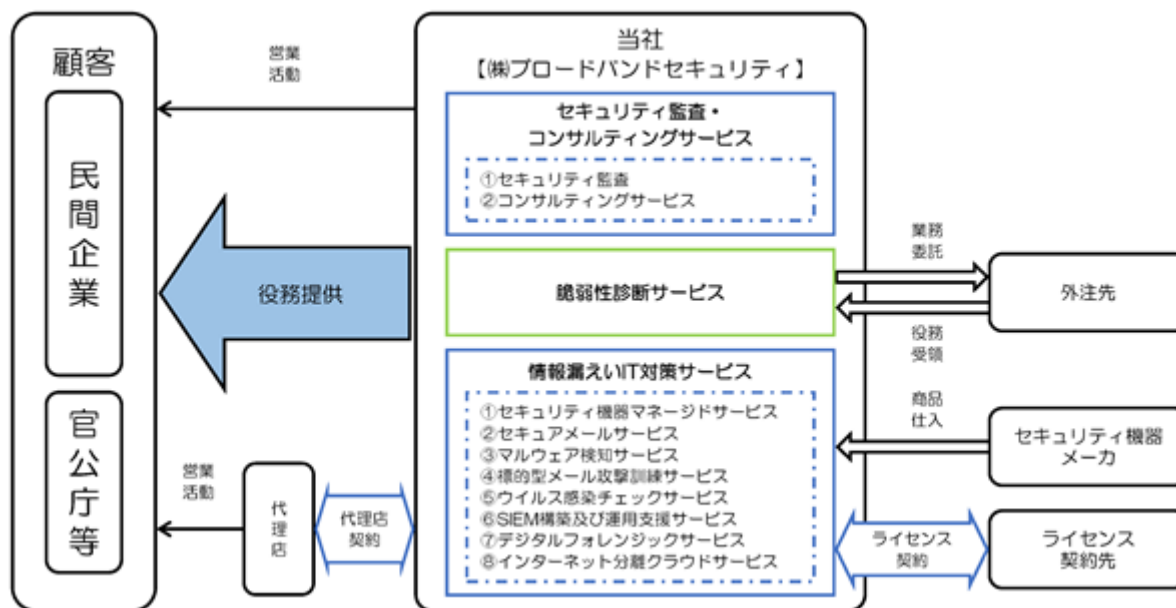 顧客
民間企業
官公庁等
営業
活動
役務提供
営業
活動
代理店
代理店
契約
当社
【㈱ブロードバンドセキュリティ】
セキュリティ監査・
コンサルティングサービス
①セキュリティ監査
②コンサルティングサービス
脆弱性診断サービス
情報漏えいIT対策サービス
①セキュリティ機器マネージドサービス
②セキュアメールサービス
③マルウェア検知サービス
④標的型メール攻撃訓練サービス
⑤ウイルス感染チェックサービス
⑥SIEM構築及び運用支援サービス
⑦デジタルフォレンジックサービス
⑧インターネット分離クラウドサービス
業務
委託
外注先
役務
受領
商品
仕入
セキュリティ機器
メーカ
ライセンス
契約
ライセンス
契約先